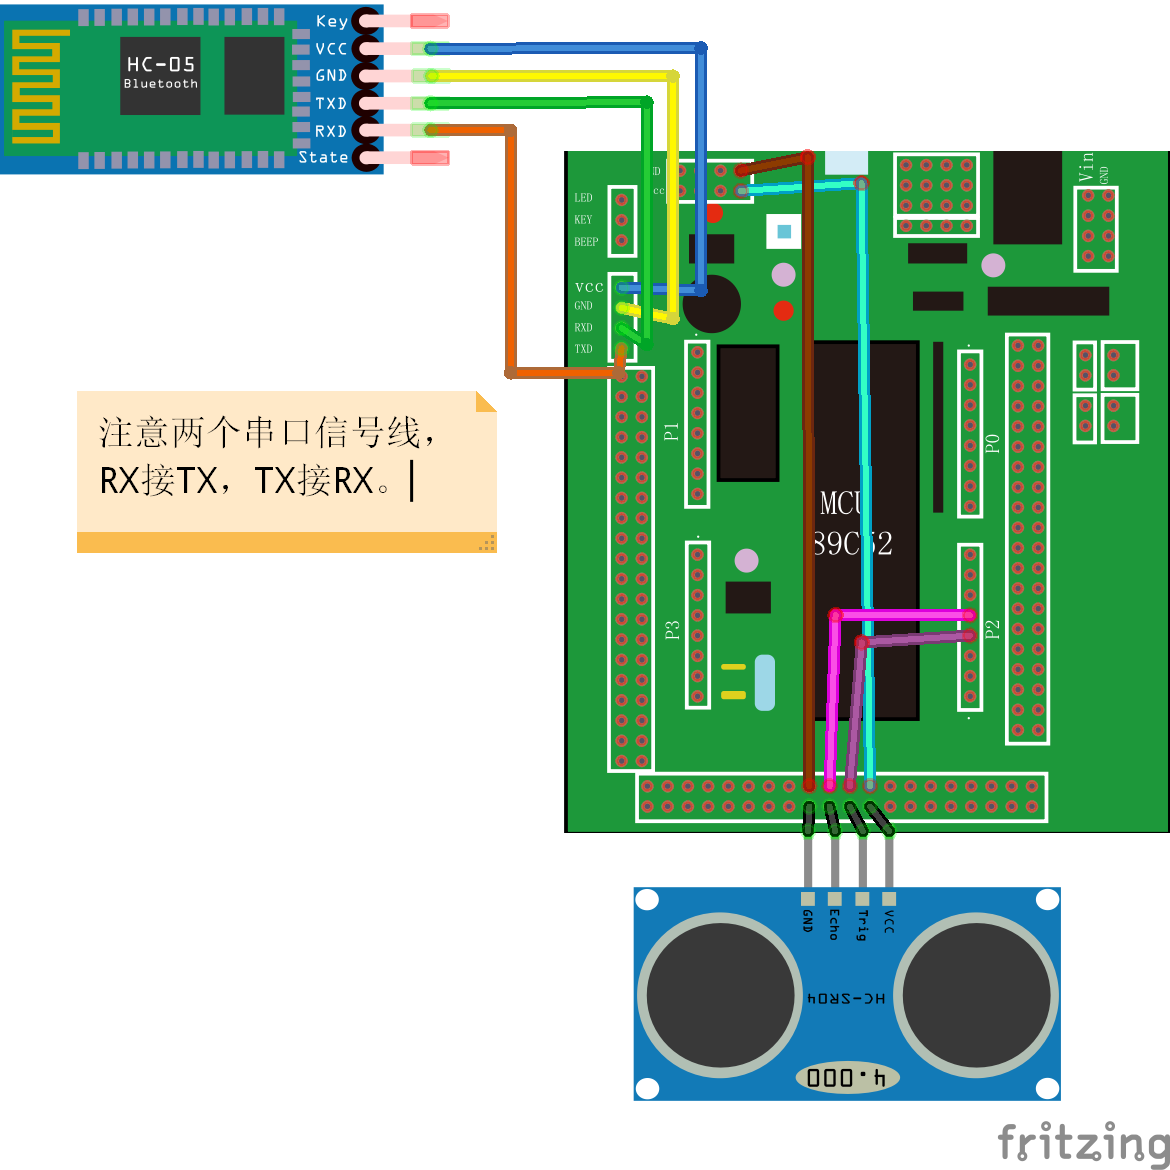 Key
VCC
GND
TXD
RXD
State
HC-05
Bluetooth
LED
KEY
BEEP
VCC
GND
RXD
TXD
Vin
GND
注意两个串口信号线，
RX接TX，TX接RX。
P1
P0
MCU
89C52
P3
P2
GND
Echo
Trig
VCC
HC-SR04
4.000
fritzing